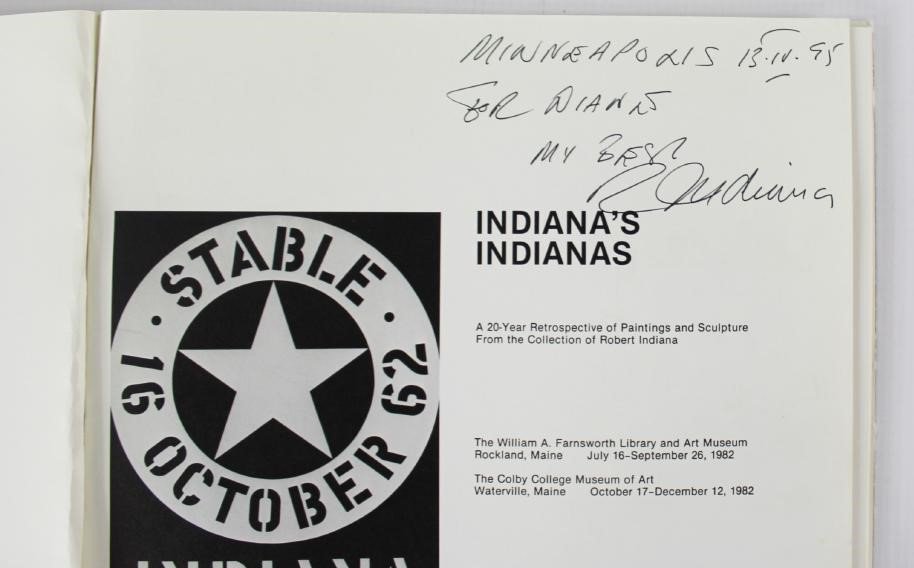 MINNEAPOLIS 13·IV·95
FOR DIANE
MY BEST
R Indiana
INDIANA'S
INDIANAS
A 20-Year Retrospective of Paintings and Sculpture
From the Collection of Robert Indiana
The William A. Farnsworth Library and Art Museum
Rockland, Maine July 16–September 26, 1982
The Colby College Museum of Art
Waterville, Maine October 17–December 12, 1982
• STABLE •
16 OCTOBER 62
INDIANA